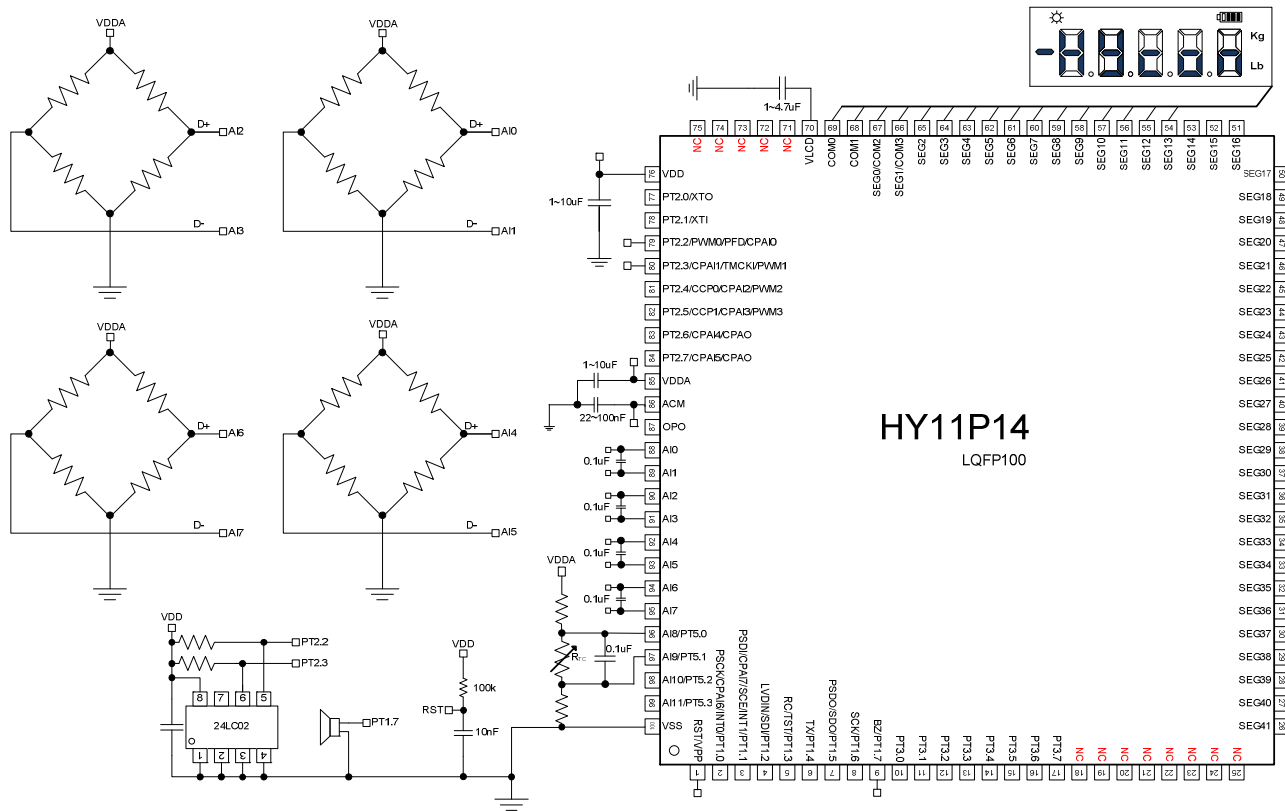 VDDA
D+
AI2
D-
AI3
VDDA
D+
AI0
D-
AI1
VDDA
D+
AI6
D-
AI7
VDDA
D+
AI4
D-
AI5
Kg
Lb
1~4.7uF
75 74 73 72 71 70 69 68 67 66 65 64 63 62 61 60 59 58 57 56 55 54 53 52 51
NC NC NC NC NC VLCD COM0 COM1 SEG0/COM2 SEG1/COM3 SEG2 SEG3 SEG4 SEG5 SEG6 SEG7 SEG8 SEG9 SEG10 SEG11 SEG12 SEG13 SEG14 SEG15 SEG16
1~10uF
76 VDD
77 PT2.0/XTO
78 PT2.1/XTI
79 PT2.2/PWM0/PFD/CPAI0
80 PT2.3/CPAI1/TMCKI/PWM1
81 PT2.4/CCP0/CPAI2/PWM2
82 PT2.5/CCP1/CPAI3/PWM3
83 PT2.6/CPAI4/CPAO
84 PT2.7/CPAI5/CPAO
1~10uF
85 VDDA
86 ACM
22~100nF
87 OPO
88 AI0
0.1uF
89 AI1
90 AI2
0.1uF
91 AI3
92 AI4
0.1uF
93 AI5
94 AI6
0.1uF
95 AI7
96 AI8/PT5.0
97 AI9/PT5.1
98 AI10/PT5.2
99 AI11/PT5.3
100 VSS
VDDA
RTC
0.1uF
HY11P14
LQFP100
SEG17 50
SEG18 49
SEG19 48
SEG20 47
SEG21 46
SEG22 45
SEG23 44
SEG24 43
SEG25 42
SEG26 41
SEG27 40
SEG28 39
SEG29 38
SEG30 37
SEG31 36
SEG32 35
SEG33 34
SEG34 33
SEG35 32
SEG36 31
SEG37 30
SEG38 29
SEG39 28
SEG40 27
SEG41 26
RST/VPP PSCK/CPAI6/INT0/PT1.0 PSDI/CPAI7/SCE/INT1/PT1.1 LVDIN/SDI/PT1.2 RC/TST/PT1.3 TX/PT1.4 PSDO/SDO/PT1.5 SCK/PT1.6 BZ/PT1.7 PT3.0 PT3.1 PT3.2 PT3.3 PT3.4 PT3.5 PT3.6 PT3.7 NC NC NC NC NC NC NC NC
1 2 3 4 5 6 7 8 9 10 11 12 13 14 15 16 17 18 19 20 21 22 23 24 25
VDD
PT2.2
PT2.3
8 7 6 5
24LC02
1 2 3 4
PT1.7
VDD
100k
RST
10nF